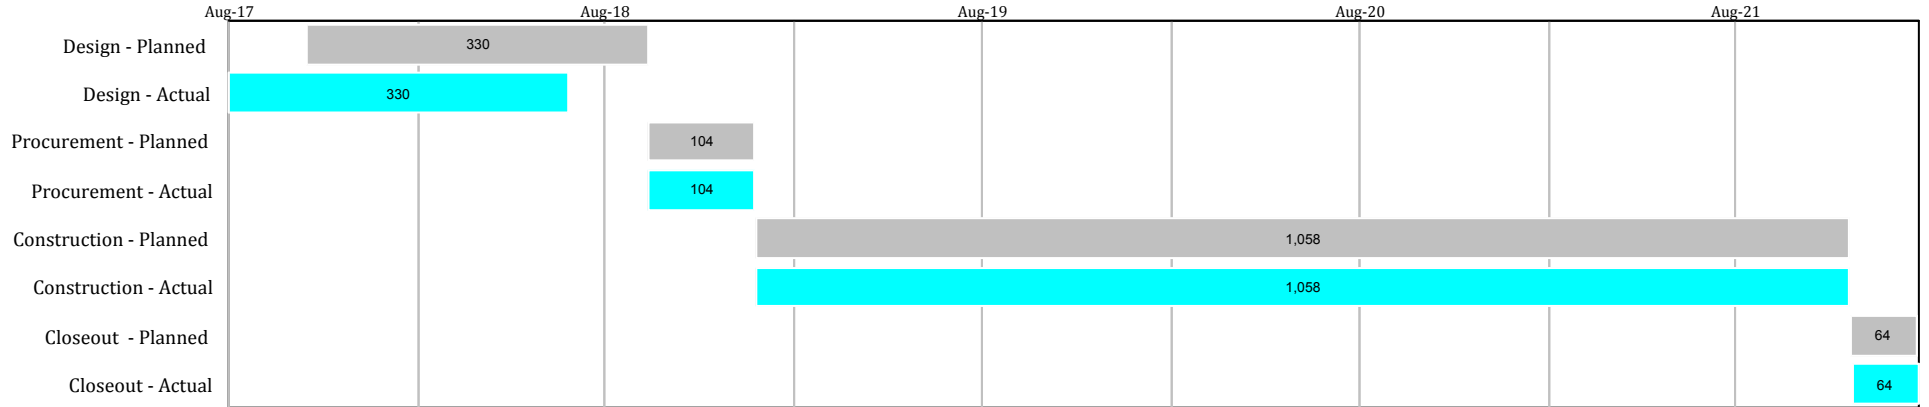 Aug-17 Aug-18 Aug-19 Aug-20 Aug-21
Design - Planned 330
Design - Actual 330
Procurement - Planned 104
Procurement - Actual 104
Construction - Planned 1,058
Construction - Actual 1,058
Closeout  - Planned 64
Closeout - Actual 64